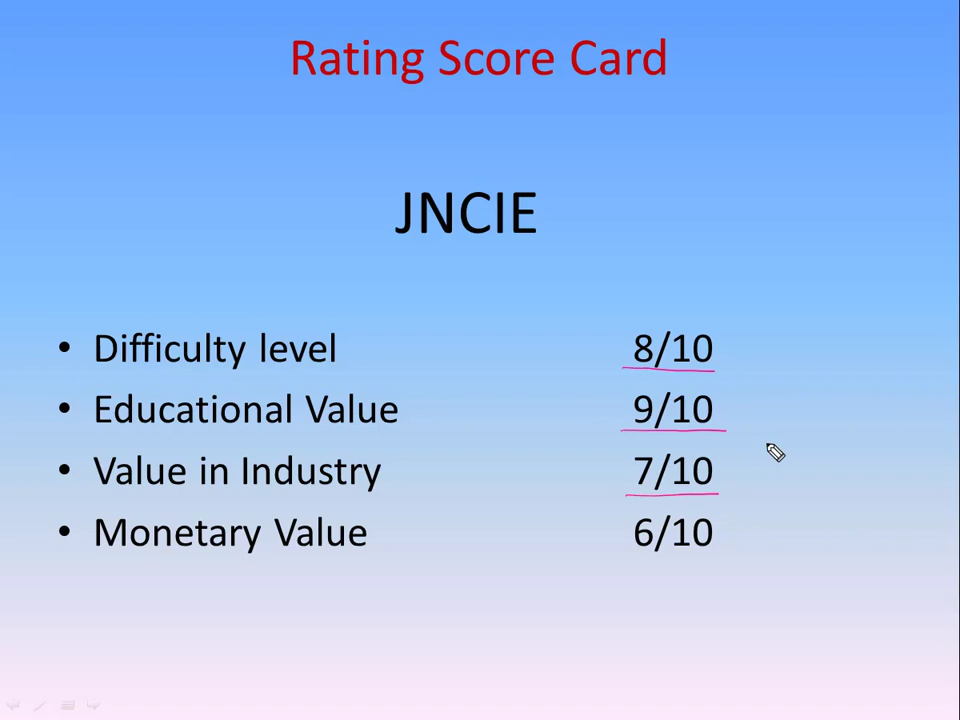 Rating Score Card
JNCIE
• Difficulty level 8/10
• Educational Value 9/10
• Value in Industry 7/10
• Monetary Value 6/10